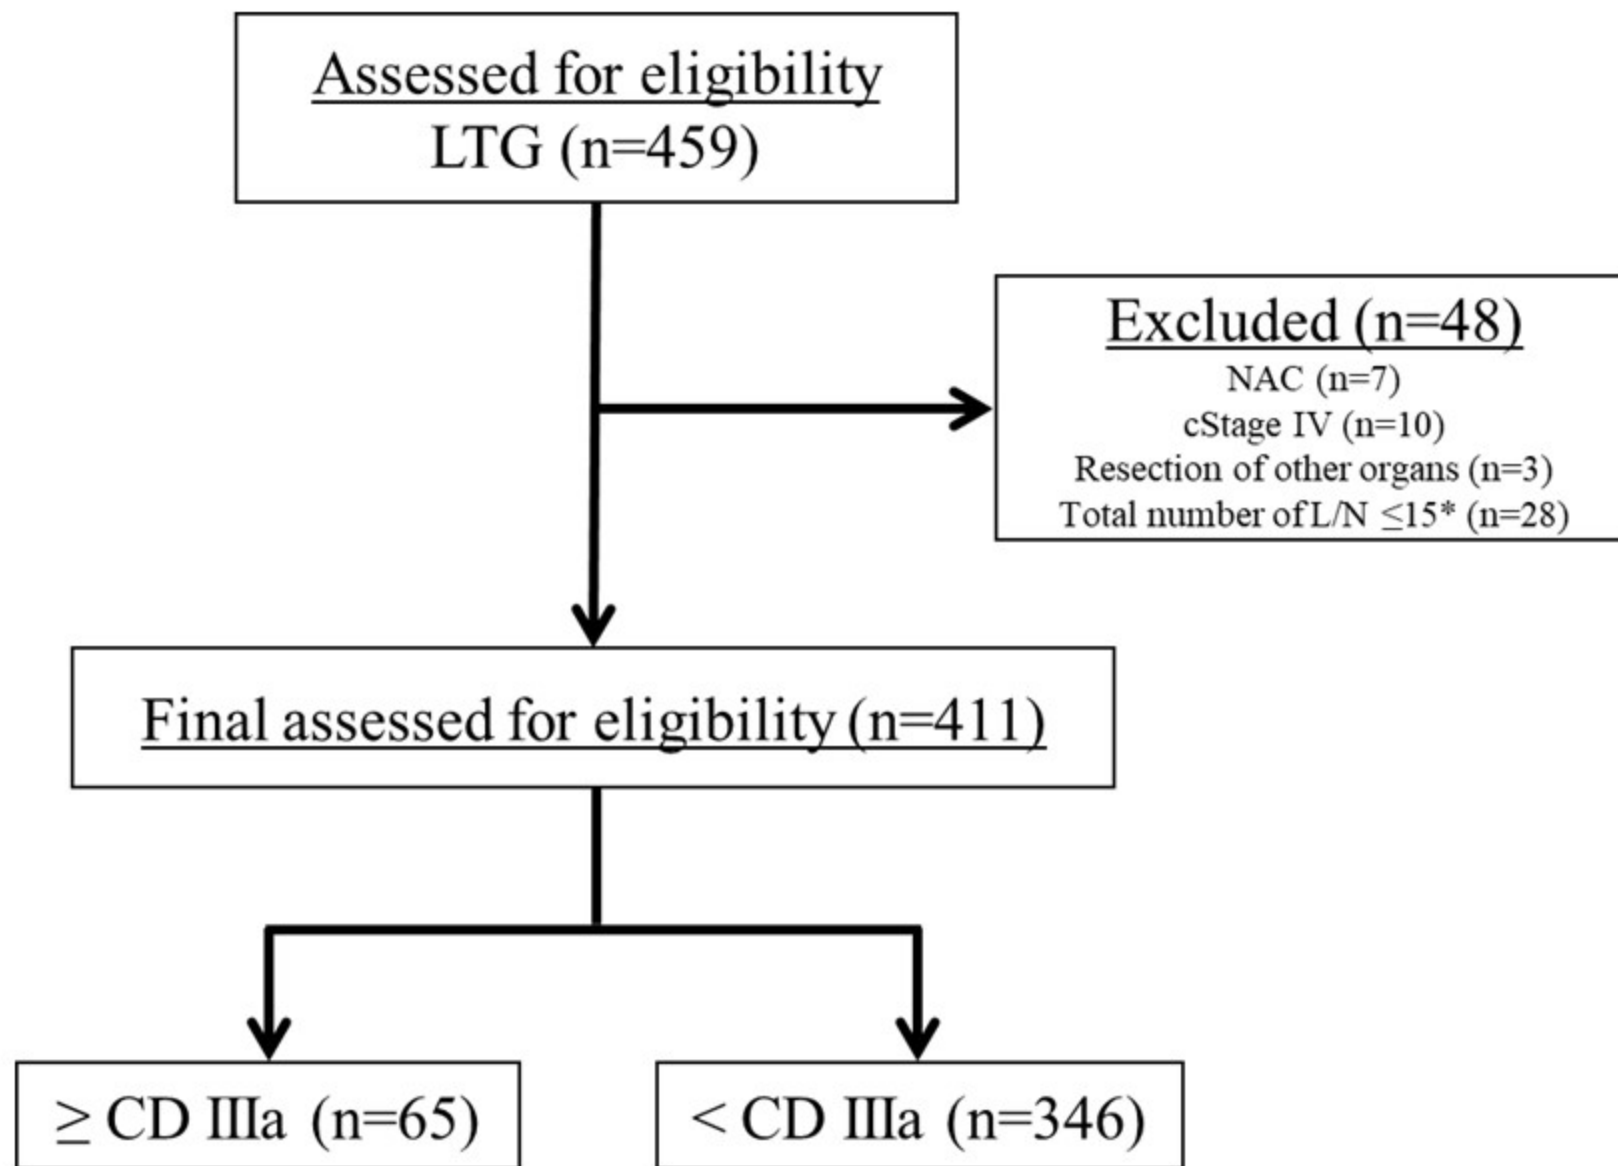 Assessed for eligibility
LTG (n=459)
Excluded (n=48)
NAC (n=7)
cStage IV (n=10)
Resection of other organs (n=3)
Total number of L/N ≤15* (n=28)
Final assessed for eligibility (n=411)
≥ CD IIIa (n=65)
< CD IIIa (n=346)